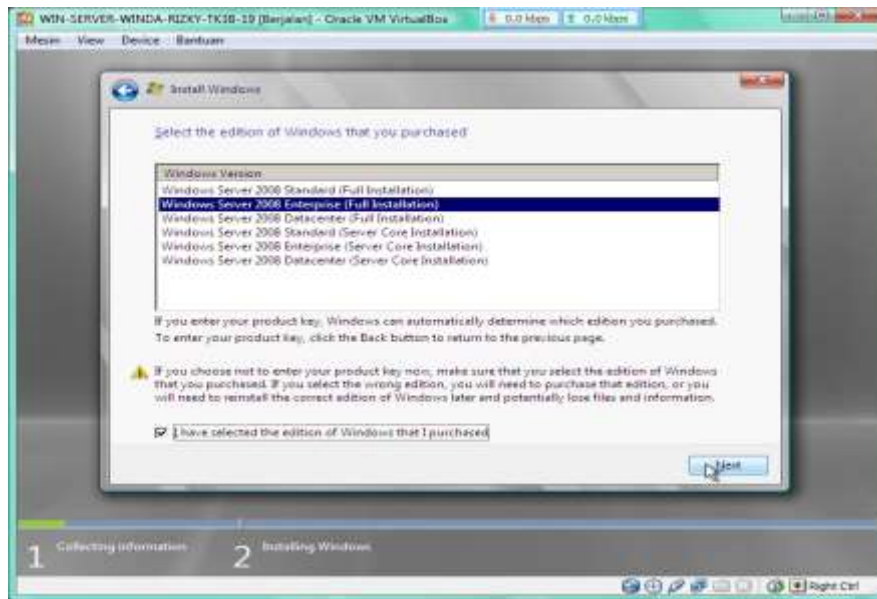 WIN-SERVER-WINDA-RIZKY-TK3B-19 [Berjalan] - Oracle VM VirtualBox
0.0 kbps 0.0 kbps
Mesin View Device Bantuan
Install Windows
Select the edition of Windows that you purchased
Windows Version
Windows Server 2008 Standard (Full Installation)
Windows Server 2008 Enterprise (Full Installation)
Windows Server 2008 Datacenter (Full Installation)
Windows Server 2008 Standard (Server Core Installation)
Windows Server 2008 Enterprise (Server Core Installation)
Windows Server 2008 Datacenter (Server Core Installation)
If you enter your product key, Windows can automatically determine which edition you purchased.
To enter your product key, click the Back button to return to the previous page.
If you choose not to enter your product key now, make sure that you select the edition of Windows
that you purchased. If you select the wrong edition, you will need to purchase that edition, or you
will need to reinstall the correct edition of Windows later and potentially lose files and information.
I have selected the edition of Windows that I purchased
Next
1 Collecting information 2 Installing Windows
Right Ctrl